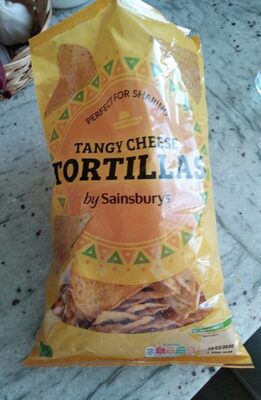 PERFECT FOR SHARING
TANGY CHEESE
TORTILLAS
by Sainsbury's